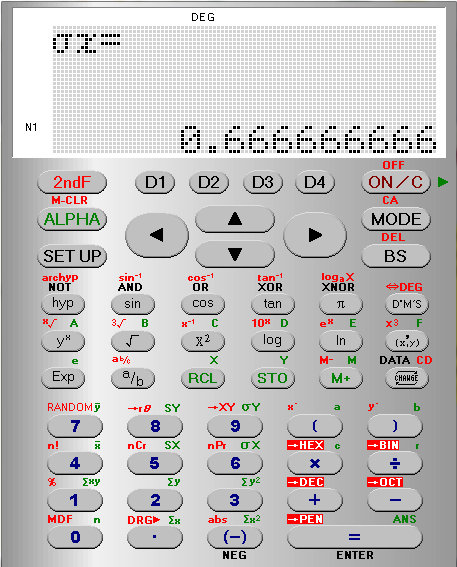 DEG
σx=
N1
0.666666666
OFF
2ndF D1 D2 D3 D4 ON/C
M-CLR CA
ALPHA MODE
DEL
SET UP BS
archyp sin⁻¹ cos⁻¹ tan⁻¹ logₐX ⇔DEG
NOT AND OR XOR XNOR
hyp sin cos tan π D°M'S
ˣ√ A ³√ B x⁻¹ C 10ˣ D eˣ E x³ F
yˣ √ X² log ln (x,y)
e a b/c X Y M- M DATA CD
Exp a/b RCL STO M+ CHANGE
RANDOM ȳ →rθ SY →XY σY x' a y' b
7 8 9 ( )
n! x̄ nCr SX nPr σX →HEX c →BIN r
4 5 6 × ÷
% Σxy Σy Σy² →DEC →OCT
1 2 3 + −
MDF n DRG▶ Σx abs Σx² →PEN ANS
0 · (−) =
NEG ENTER